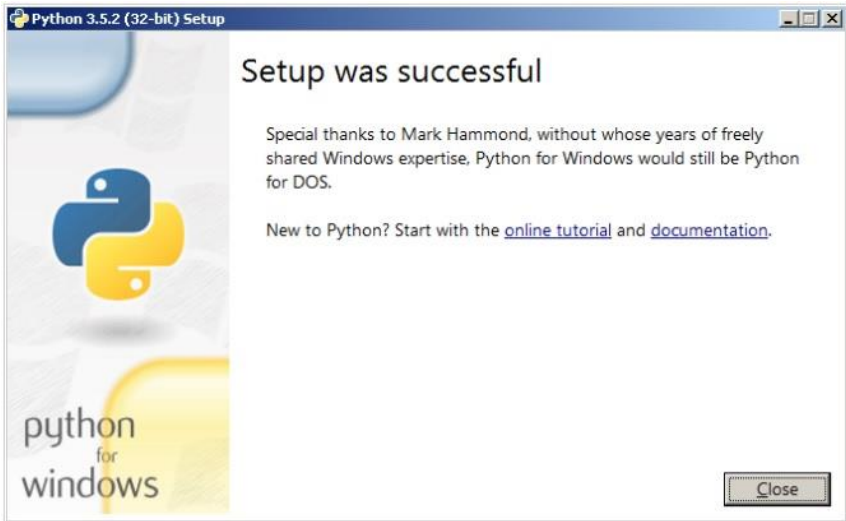 Python 3.5.2 (32-bit) Setup
Setup was successful
Special thanks to Mark Hammond, without whose years of freely
shared Windows expertise, Python for Windows would still be Python
for DOS.
New to Python? Start with the online tutorial and documentation.
python
for
windows
Close